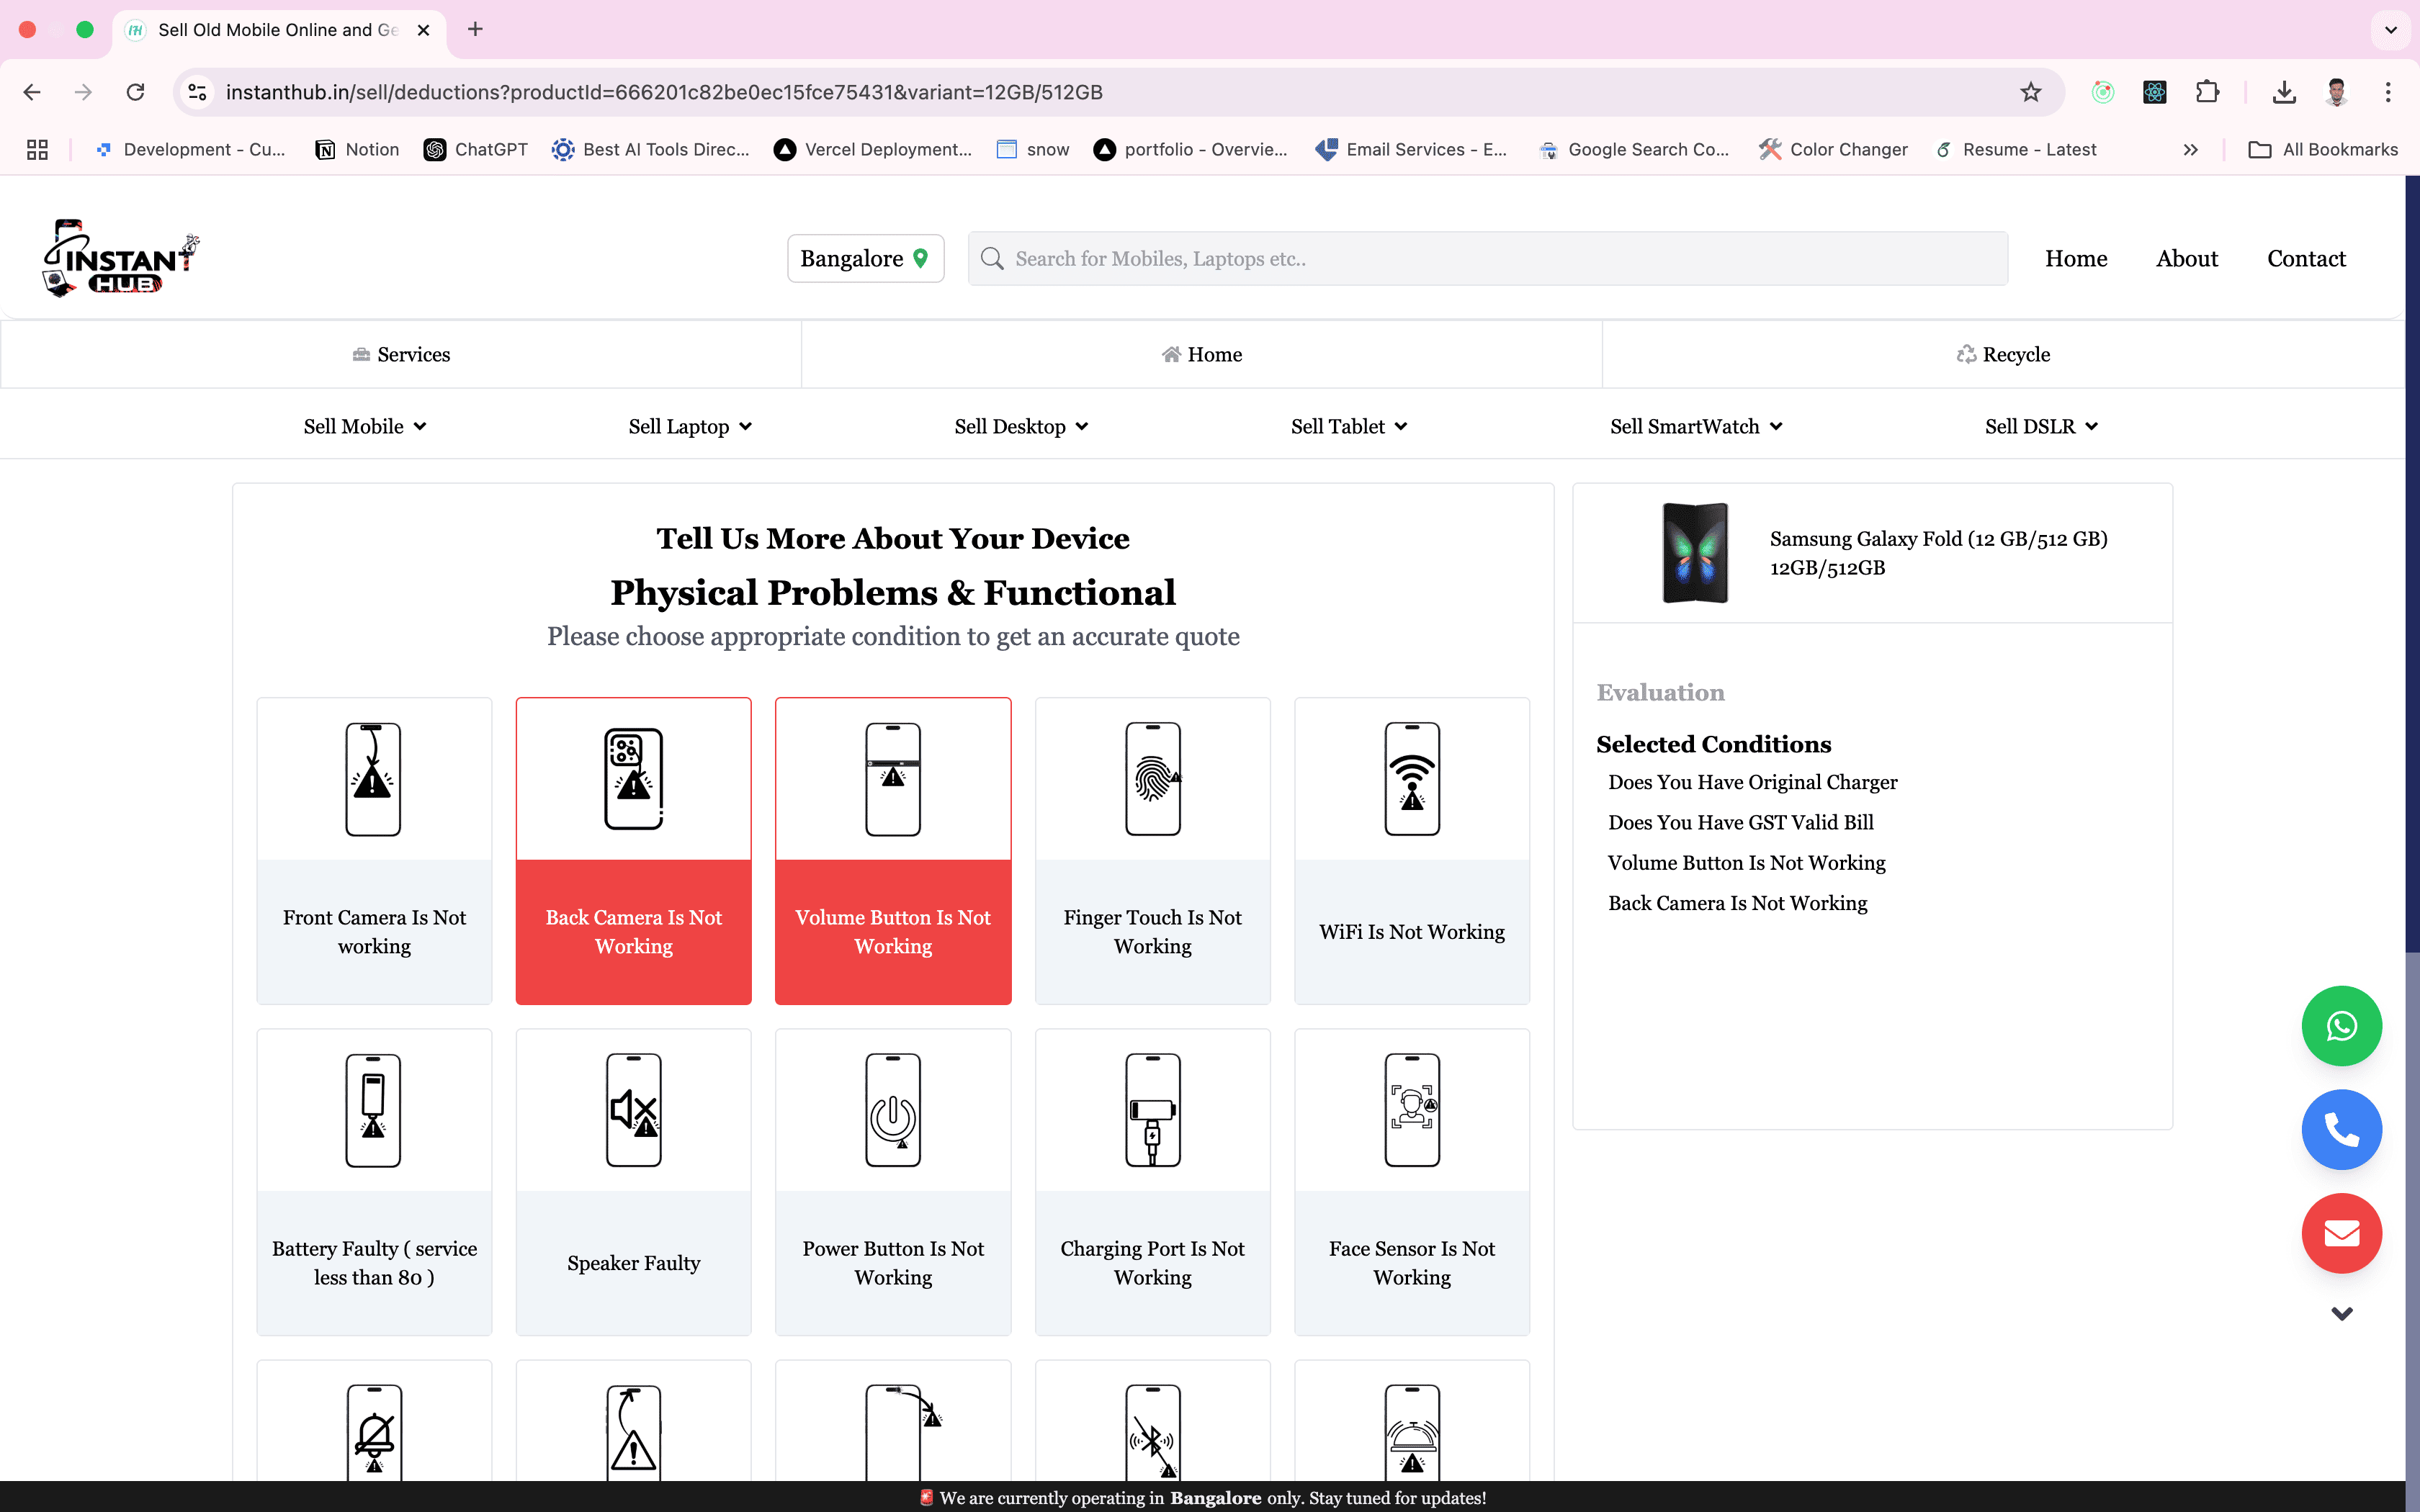 Sell Old Mobile Online and Ge
instanthub.in/sell/deductions?productId=666201c82be0ec15fce75431&variant=12GB/512GB
Development - Cu...
Notion
ChatGPT
Best AI Tools Direc...
Vercel Deployment...
snow
portfolio - Overvie...
Email Services - E...
Google Search Co...
Color Changer
Resume - Latest
All Bookmarks
INSTANT
HUB
Bangalore
Search for Mobiles, Laptops etc..
Home
About
Contact
Services
Home
Recycle
Sell Mobile
Sell Laptop
Sell Desktop
Sell Tablet
Sell SmartWatch
Sell DSLR
Tell Us More About Your Device
Physical Problems & Functional
Please choose appropriate condition to get an accurate quote
Front Camera Is Not
working
Back Camera Is Not
Working
Volume Button Is Not
Working
Finger Touch Is Not
Working
WiFi Is Not Working
Battery Faulty ( service
less than 80 )
Speaker Faulty
Power Button Is Not
Working
Charging Port Is Not
Working
Face Sensor Is Not
Working
Samsung Galaxy Fold (12 GB/512 GB)
12GB/512GB
Evaluation
Selected Conditions
Does You Have Original Charger
Does You Have GST Valid Bill
Volume Button Is Not Working
Back Camera Is Not Working
🚨 We are currently operating in Bangalore only. Stay tuned for updates!